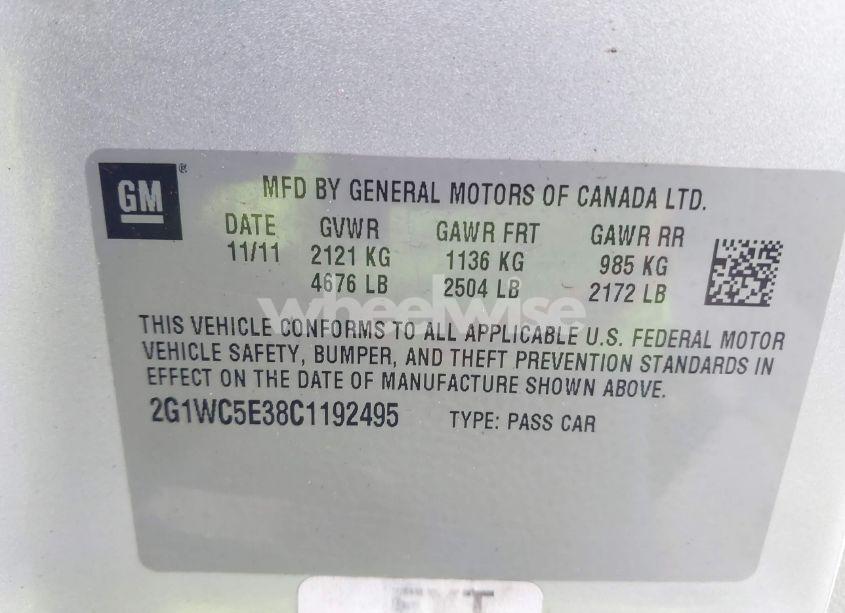 GM ®
MFD BY GENERAL MOTORS OF CANADA LTD.
DATE GVWR GAWR FRT GAWR RR
11/11 2121 KG 1136 KG 985 KG
4676 LB 2504 LB 2172 LB
wheelwise
THIS VEHICLE CONFORMS TO ALL APPLICABLE U.S. FEDERAL MOTOR
VEHICLE SAFETY, BUMPER, AND THEFT PREVENTION STANDARDS IN
EFFECT ON THE DATE OF MANUFACTURE SHOWN ABOVE.
2G1WC5E38C1192495 TYPE: PASS CAR